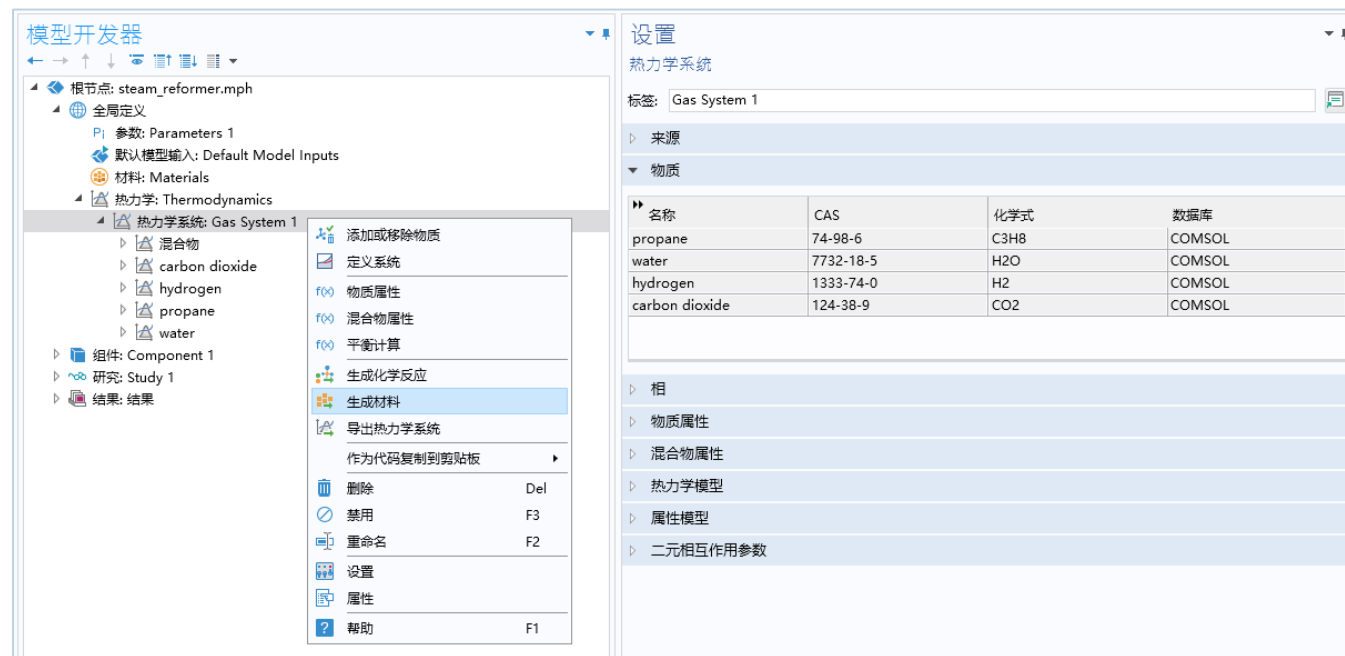 模型开发器
根节点: steam_reformer.mph
全局定义
Pi 参数: Parameters 1
默认模型输入: Default Model Inputs
材料: Materials
热力学: Thermodynamics
热力学系统: Gas System 1
混合物
carbon dioxide
hydrogen
propane
water
组件: Component 1
研究: Study 1
结果: 结果
添加或移除物质
定义系统
f(x) 物质属性
f(x) 混合物属性
f(x) 平衡计算
生成化学反应
生成材料
导出热力学系统
作为代码复制到剪贴板
删除 Del
禁用 F3
重命名 F2
设置
属性
? 帮助 F1
设置
热力学系统
标签: Gas System 1
来源
物质
名称 CAS 化学式 数据库
propane 74-98-6 C3H8 COMSOL
water 7732-18-5 H2O COMSOL
hydrogen 1333-74-0 H2 COMSOL
carbon dioxide 124-38-9 CO2 COMSOL
相
物质属性
混合物属性
热力学模型
属性模型
二元相互作用参数